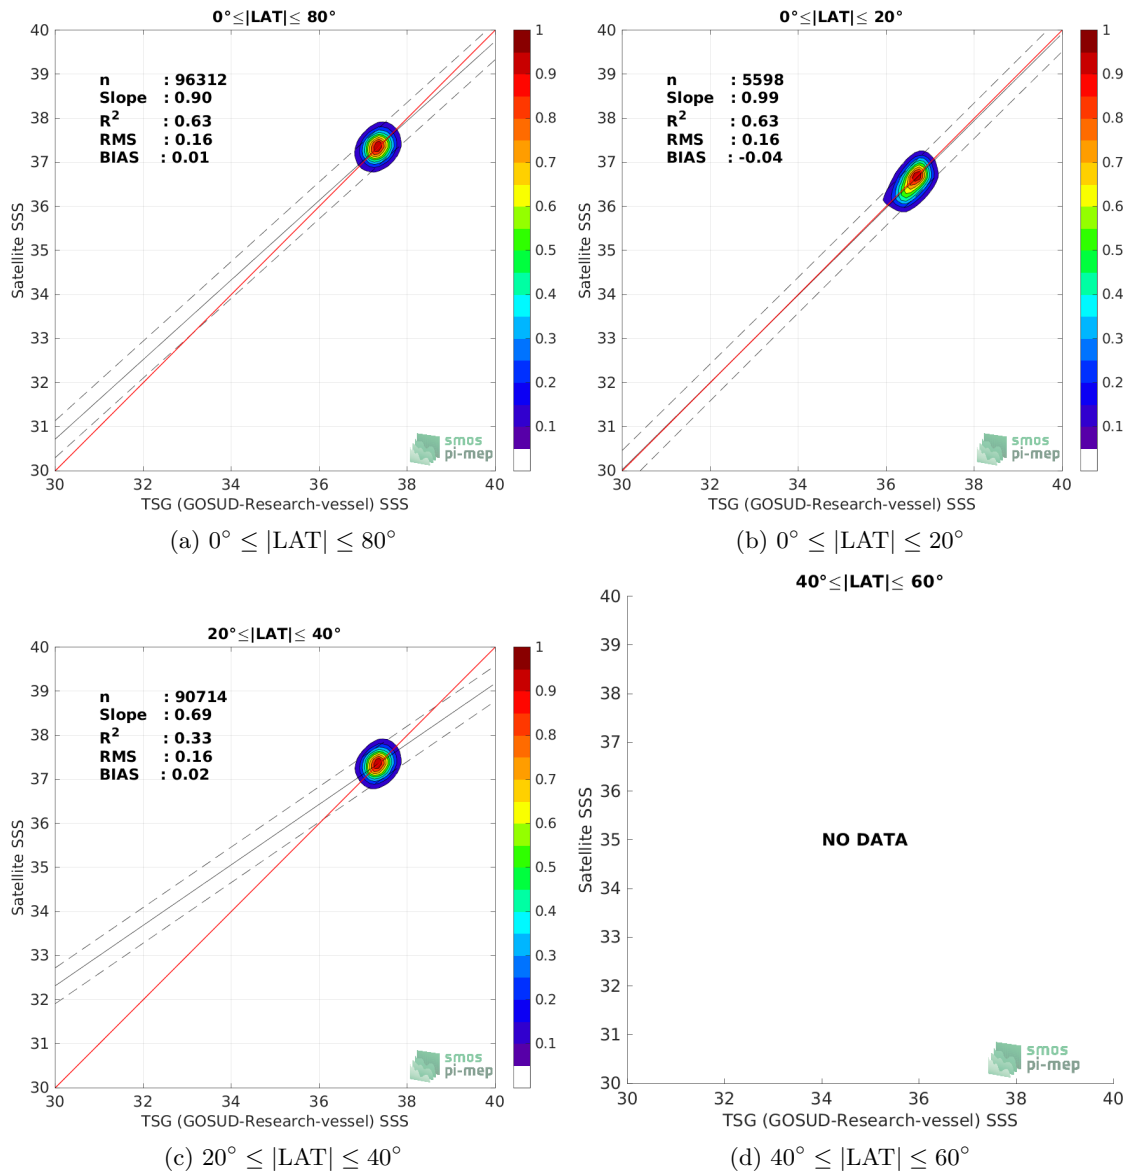 0°≤|LAT|≤ 80°
40
39
38
37
36
35
34
33
32
31
30
n : 96312
Slope : 0.90
R² : 0.63
RMS : 0.16
BIAS : 0.01
Satellite SSS
30 32 34 36 38 40
TSG (GOSUD-Research-vessel) SSS
smos
pi-mep
1
0.9
0.8
0.7
0.6
0.5
0.4
0.3
0.2
0.1
(a) 0° ≤ |LAT| ≤ 80°
0°≤|LAT|≤ 20°
40
39
38
37
36
35
34
33
32
31
30
n : 5598
Slope : 0.99
R² : 0.63
RMS : 0.16
BIAS : -0.04
Satellite SSS
30 32 34 36 38 40
TSG (GOSUD-Research-vessel) SSS
smos
pi-mep
1
0.9
0.8
0.7
0.6
0.5
0.4
0.3
0.2
0.1
(b) 0° ≤ |LAT| ≤ 20°
20°≤|LAT|≤ 40°
40
39
38
37
36
35
34
33
32
31
30
n : 90714
Slope : 0.69
R² : 0.33
RMS : 0.16
BIAS : 0.02
Satellite SSS
30 32 34 36 38 40
TSG (GOSUD-Research-vessel) SSS
smos
pi-mep
1
0.9
0.8
0.7
0.6
0.5
0.4
0.3
0.2
0.1
(c) 20° ≤ |LAT| ≤ 40°
40°≤|LAT|≤ 60°
40
39
38
37
36
35
34
33
32
31
30
NO DATA
Satellite SSS
30 32 34 36 38 40
TSG (GOSUD-Research-vessel) SSS
smos
pi-mep
(d) 40° ≤ |LAT| ≤ 60°